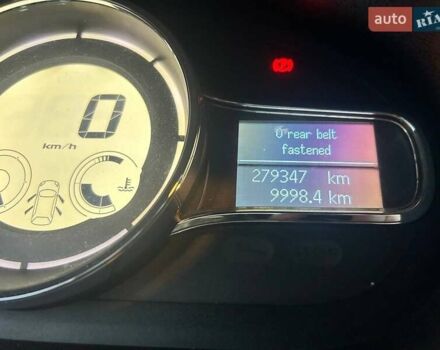 auto RIA
0
km/h
0 rear belt
fastened
279347 km
9998.4 km